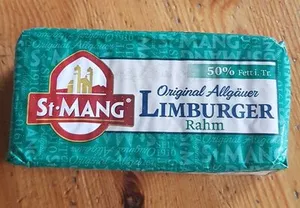 50% Fett i. Tr.
ST-MANG
Original Allgäuer
LIMBURGER
Rahm